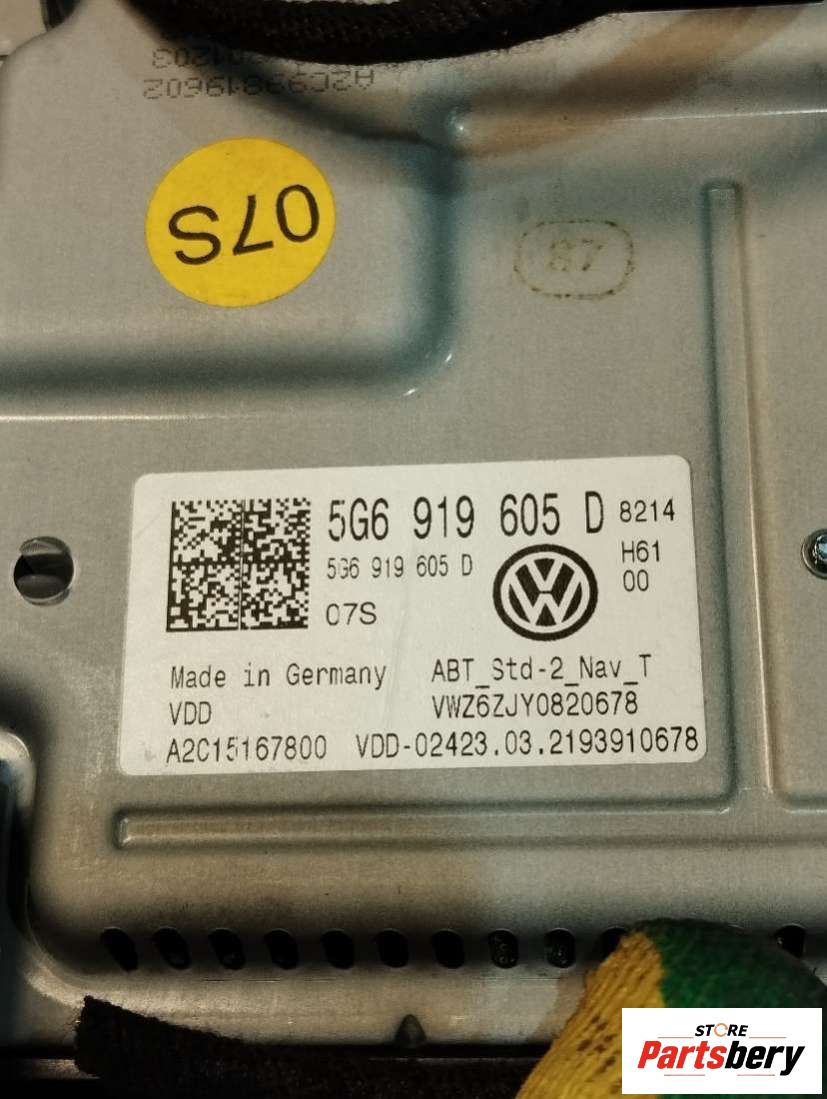 A2C99819602
07S
87
5G6 919 605 D 8214
5G6 919 605 D
H61
00
07S
Made in Germany ABT_Std-2_Nav_T
VDD VWZ6ZJY0820678
A2C15167800 VDD-02423.03.2193910678
STORE
Partsbery